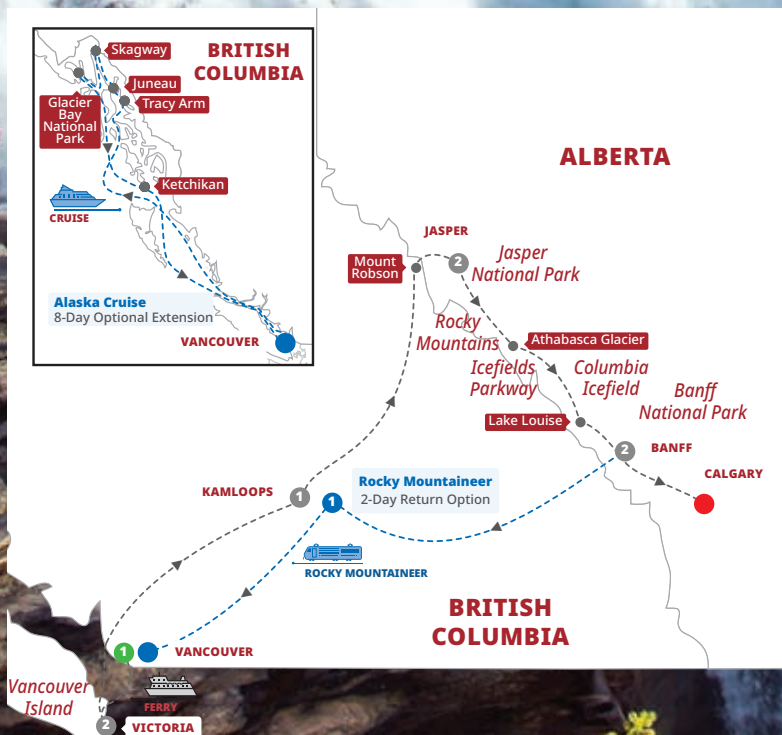 BRITISH
COLUMBIA
Skagway
Juneau
Tracy Arm
Glacier
Bay
National
Park
Ketchikan
CRUISE
Alaska Cruise
8-Day Optional Extension
VANCOUVER
ALBERTA
JASPER
Mount
Robson
2
Jasper
National Park
Rocky
Mountains
Athabasca Glacier
Icefields
Parkway
Columbia
Icefield
Banff
National Park
Lake Louise
2
BANFF
CALGARY
KAMLOOPS
1
1
Rocky Mountaineer
2-Day Return Option
ROCKY MOUNTAINEER
BRITISH
COLUMBIA
1
VANCOUVER
Vancouver
Island
FERRY
2
VICTORIA